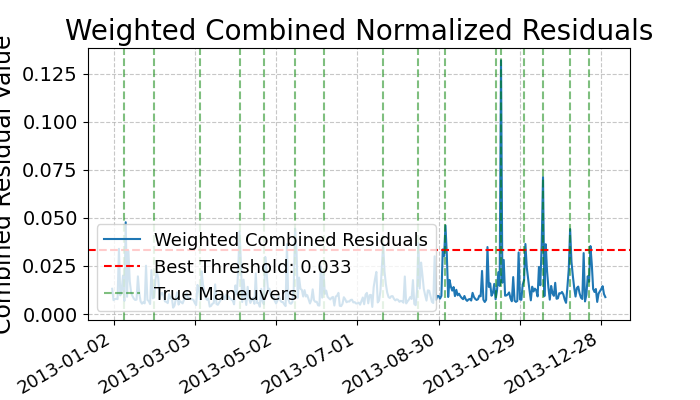 Weighted Combined Normalized Residuals
Combined Residual Value
0.125
0.100
0.075
0.050
0.025
0.000
Weighted Combined Residuals
Best Threshold: 0.033
True Maneuvers
2013-01-02
2013-03-03
2013-05-02
2013-07-01
2013-08-30
2013-10-29
2013-12-28